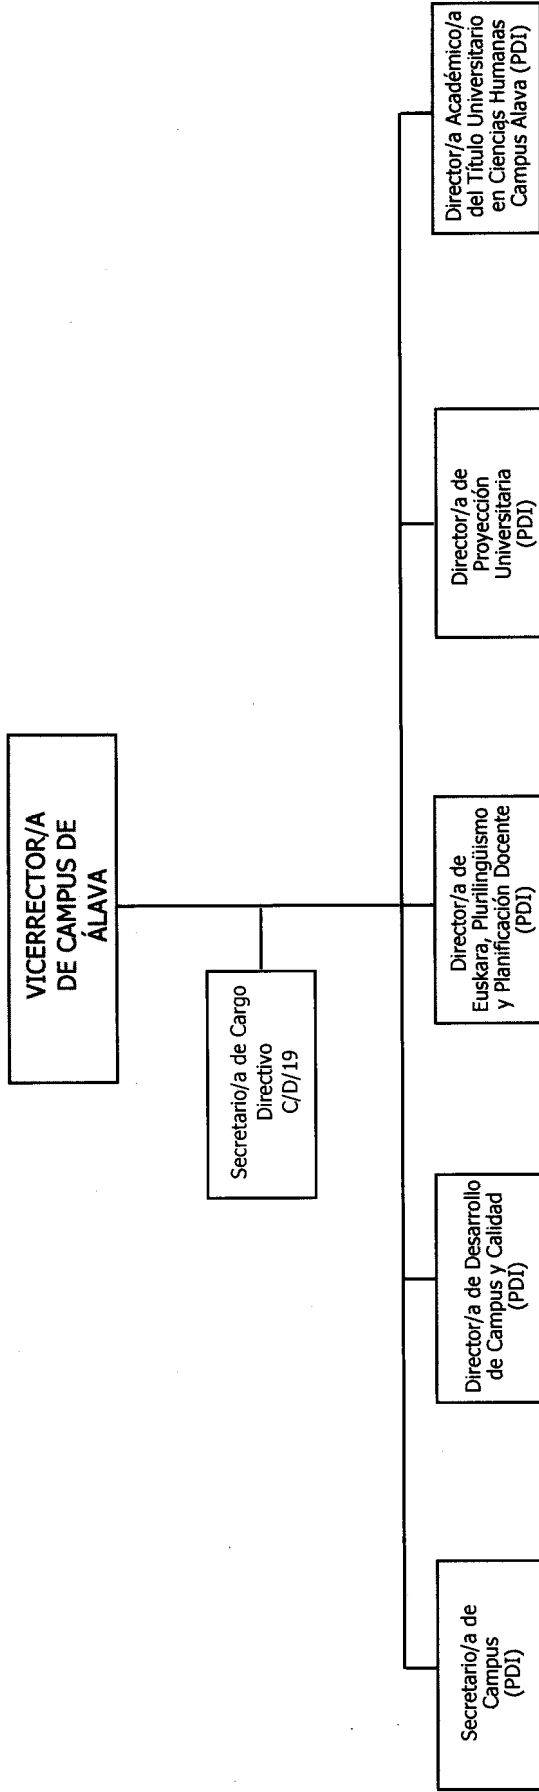 VICERRECTOR/A
DE CAMPUS DE
ÁLAVA
Secretario/a de Cargo
Directivo
C/D/19
Secretario/a de
Campus
(PDI)
Director/a de Desarrollo
de Campus y Calidad
(PDI)
Director/a de
Euskara, Plurilingüismo
y Planificación Docente
(PDI)
Director/a de
Proyección
Universitaria
(PDI)
Director/a Académico/a
del Título Universitario
en Ciencias Humanas
Campus Alava (PDI)